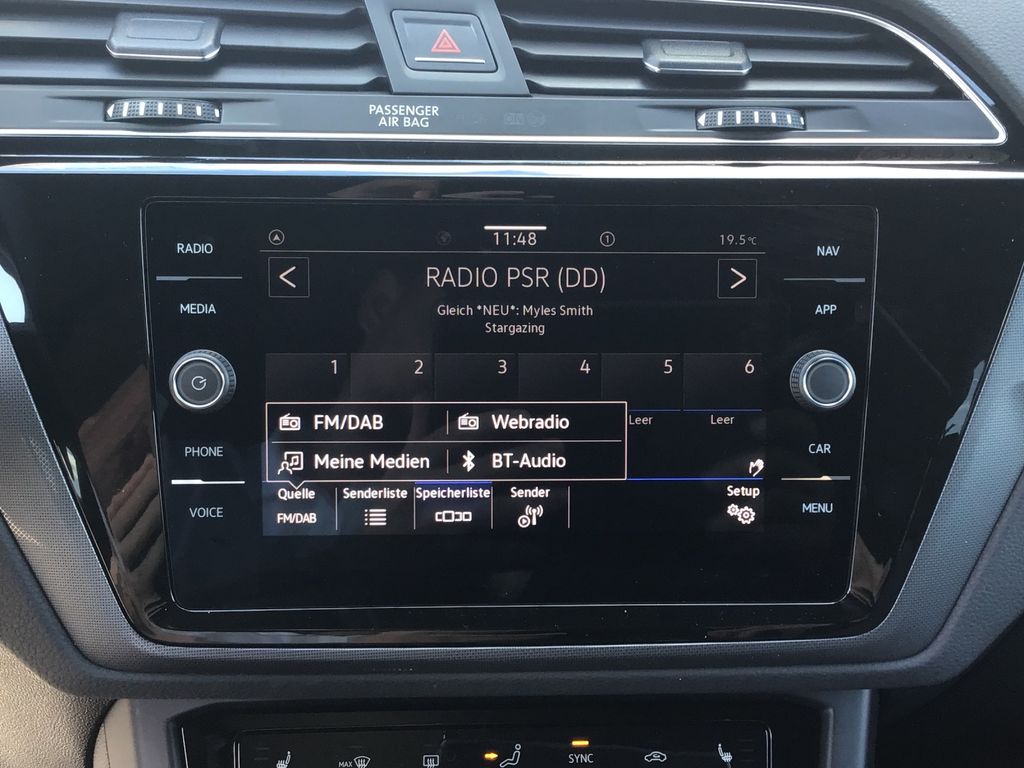 PASSENGER
AIR BAG
RADIO
MEDIA
PHONE
VOICE
11:48
1
19.5°C
<
RADIO PSR (DD)
>
Gleich *NEU*: Myles Smith
Stargazing
1 2 3 4 5 6
Leer Leer
FM/DAB Webradio
Meine Medien BT-Audio
Quelle Senderliste Speicherliste Sender Setup
FM/DAB
NAV
APP
CAR
MENU
MAX
SYNC